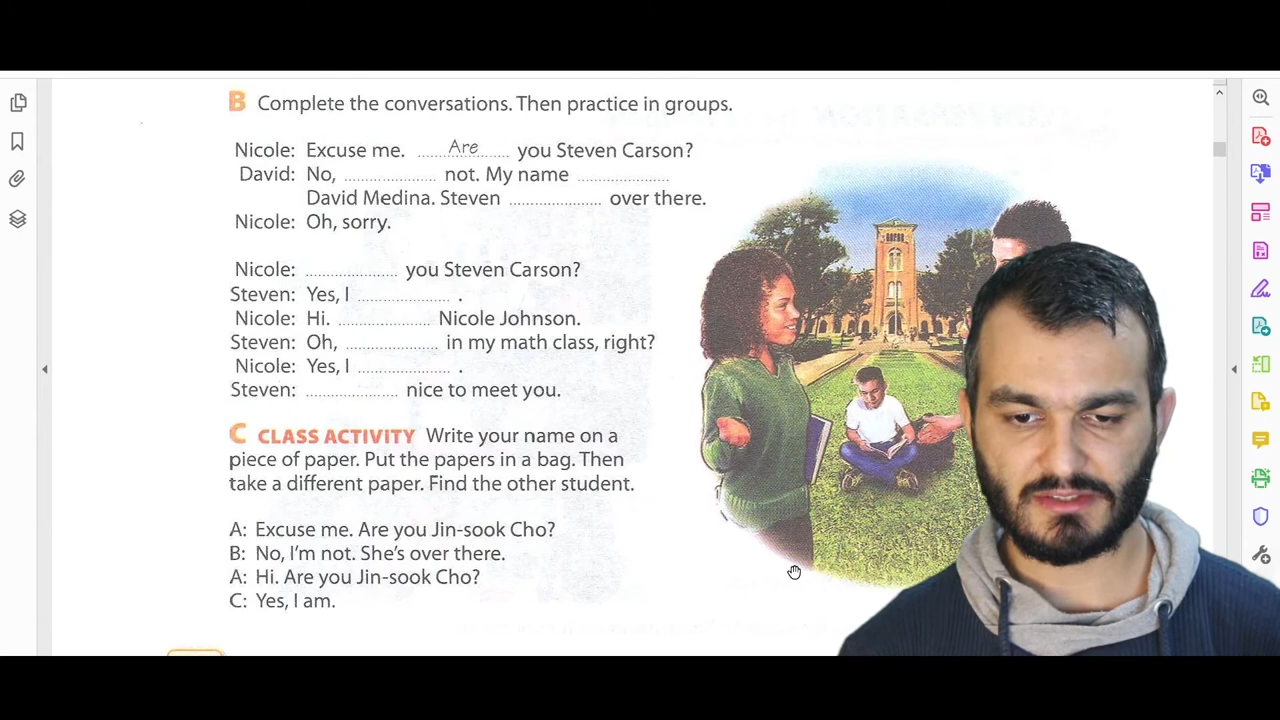 B Complete the conversations. Then practice in groups.
Nicole: Excuse me. ....Are.... you Steven Carson?
David: No, .................... not. My name ....................
David Medina. Steven .................... over there.
Nicole: Oh, sorry.
Nicole: .................... you Steven Carson?
Steven: Yes, I .................... .
Nicole: Hi. .................... Nicole Johnson.
Steven: Oh, .................... in my math class, right?
Nicole: Yes, I .................... .
Steven: .................... nice to meet you.
C CLASS ACTIVITY Write your name on a
piece of paper. Put the papers in a bag. Then
take a different paper. Find the other student.
A: Excuse me. Are you Jin-sook Cho?
B: No, I'm not. She's over there.
A: Hi. Are you Jin-sook Cho?
C: Yes, I am.